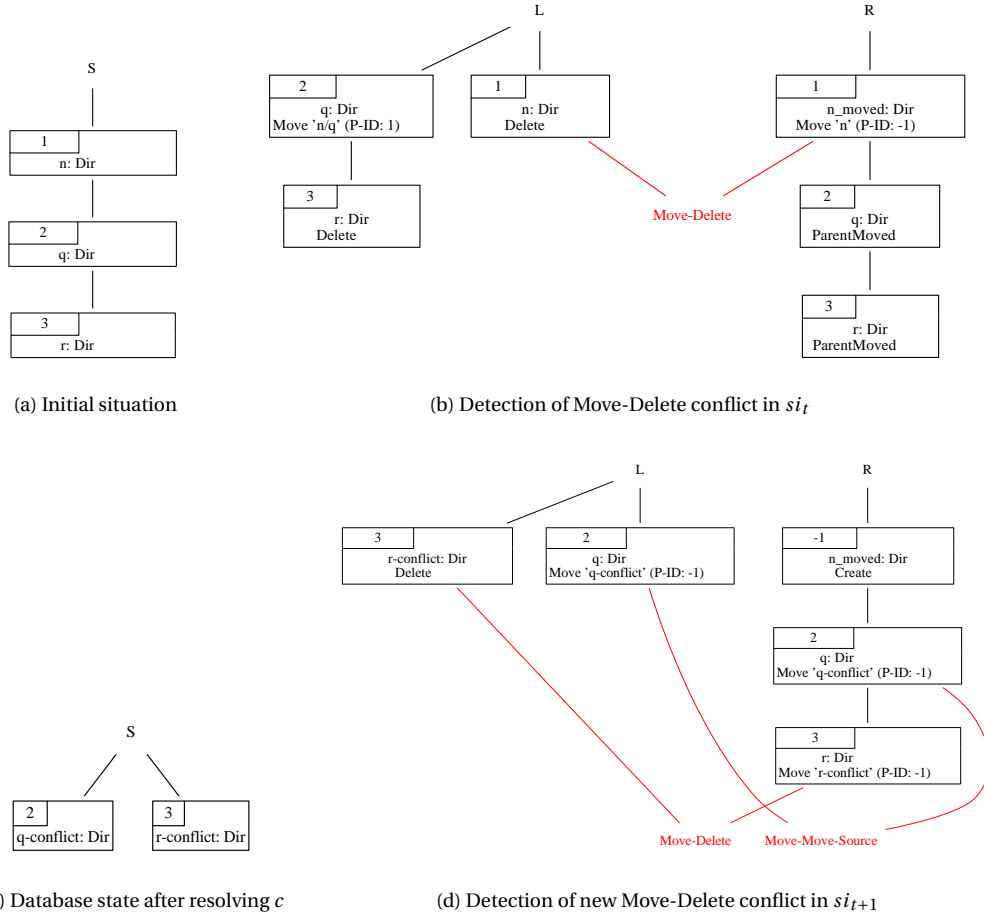 S
1
n: Dir
2
q: Dir
3
r: Dir
(a) Initial situation
L
R
2
q: Dir
Move 'n/q' (P-ID: 1)
1
n: Dir
Delete
1
n_moved: Dir
Move 'n' (P-ID: -1)
3
r: Dir
Delete
Move-Delete
2
q: Dir
ParentMoved
3
r: Dir
ParentMoved
(b) Detection of Move-Delete conflict in si_t
S
2
q-conflict: Dir
3
r-conflict: Dir
) Database state after resolving c
L
R
3
r-conflict: Dir
Delete
2
q: Dir
Move 'q-conflict' (P-ID: -1)
-1
n_moved: Dir
Create
2
q: Dir
Move 'q-conflict' (P-ID: -1)
3
r: Dir
Move 'r-conflict' (P-ID: -1)
Move-Delete
Move-Move-Source
(d) Detection of new Move-Delete conflict in si_{t+1}